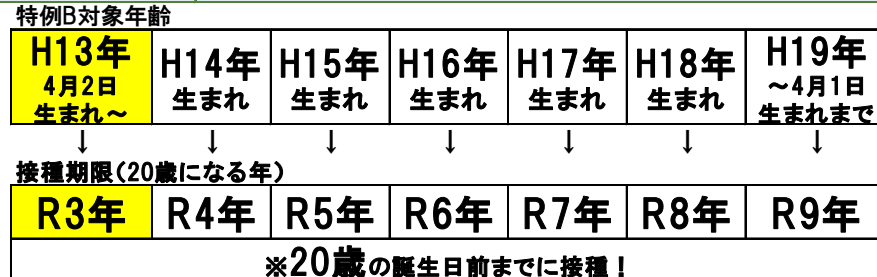 特例B対象年齢
H13年 4月2日 生まれ～
H14年 生まれ
H15年 生まれ
H16年 生まれ
H17年 生まれ
H18年 生まれ
H19年 ～4月1日 生まれまで
↓ ↓ ↓ ↓ ↓ ↓ ↓
接種期限(20歳になる年)
R3年 R4年 R5年 R6年 R7年 R8年 R9年
※20歳の誕生日前までに接種！